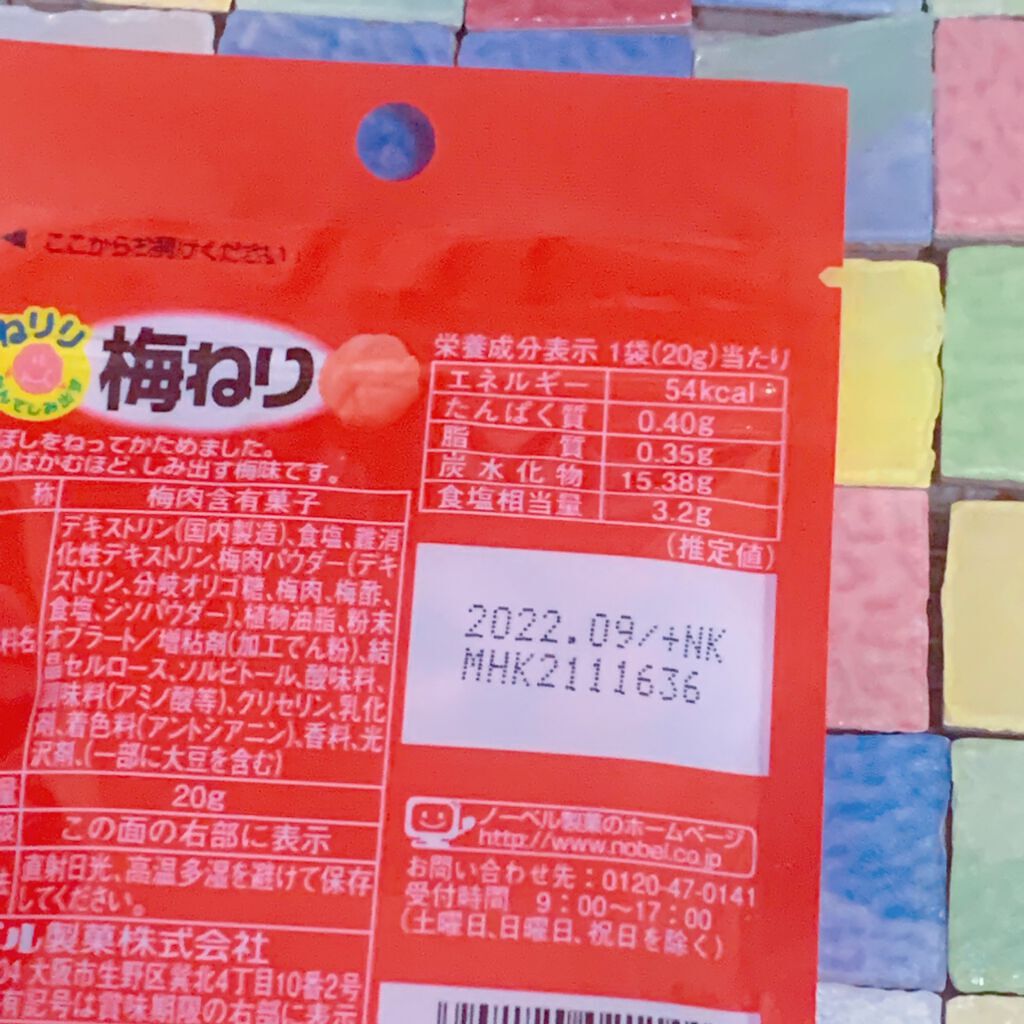 ◀ ここからお開けください
ねりり
梅ねり
ぼしをねってかためました。
めばかむほど、しみ出す梅味です。
称 梅肉含有菓子
デキストリン(国内製造)、食塩、難消
化性デキストリン、梅肉パウダー(デキ
ストリン、分岐オリゴ糖、梅肉、梅酢、
食塩、シソパウダー)、植物油脂、粉末
料名 オブラート/増粘剤(加工でん粉)、結
晶セルロース、ソルビトール、酸味料、
調味料(アミノ酸等)、グリセリン、乳化
剤、着色料(アントシアニン)、香料、光
沢剤、(一部に大豆を含む)
量 20g
限 この面の右部に表示
法 直射日光、高温多湿を避けて保存
してください。
ベル製菓株式会社
04 大阪市生野区巽北4丁目10番2号
有記号は賞味期限の右部に表示
栄養成分表示 1袋(20g)当たり
エネルギー 54kcal
たんぱく質 0.40g
脂質 0.35g
炭水化物 15.38g
食塩相当量 3.2g
(推定値)
2022.09/+NK
MHK2111636
ノーベル製菓のホームページ
http://www.nobel.co.jp
お問い合わせ先:0120-47-0141
受付時間 9:00〜17:00
(土曜日、日曜日、祝日を除く)